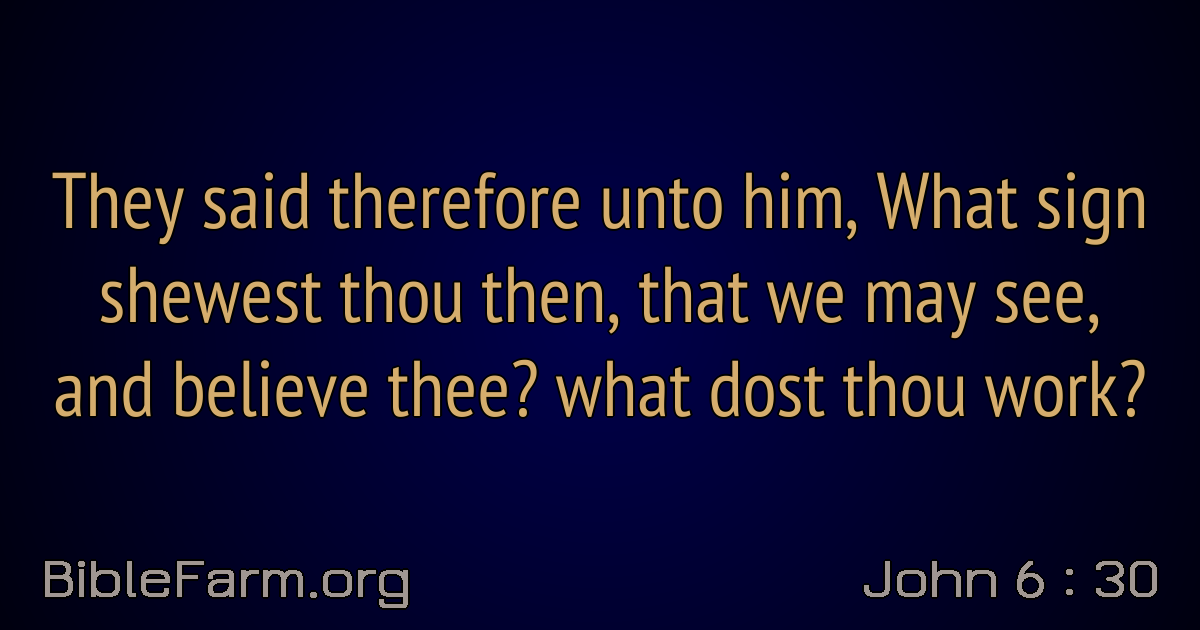 They said therefore unto him, What sign
shewest thou then, that we may see,
and believe thee? what dost thou work?
BibleFarm.org
John 6 : 30